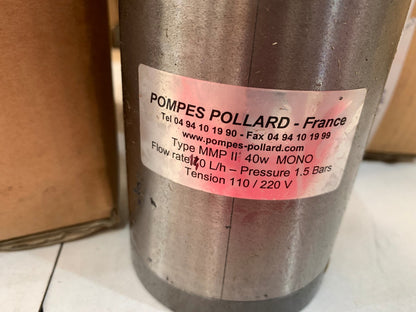 POMPES POLLARD - France
Tel 04 94 10 19 90 - Fax 04 94 10 19 99
www.pompes-pollard.com
Type MMP II 40w MONO
Flow rate L/h – Pressure 1.5 Bars
Tension 110 / 220 V